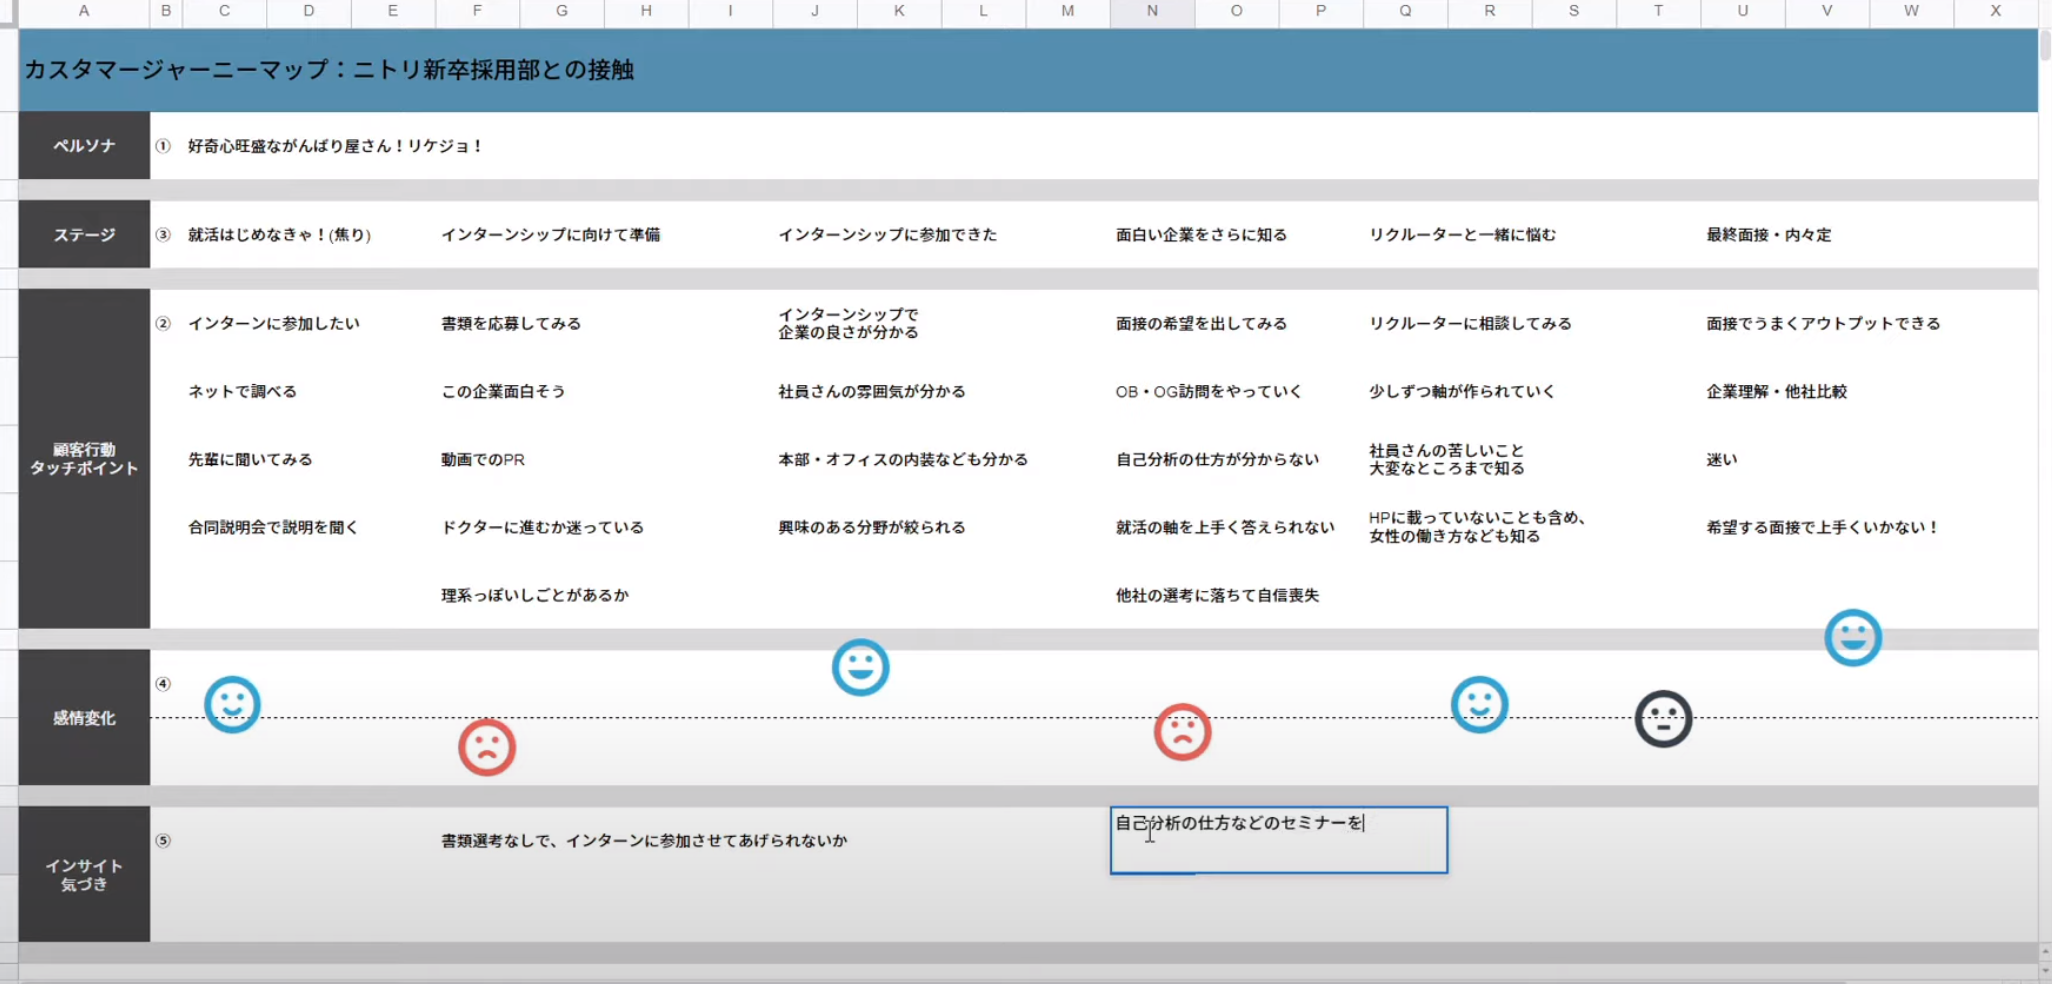 A B C D E F G H I J K L M N O P Q R S T U V W X
カスタマージャーニーマップ：ニトリ新卒採用部との接触
ペルソナ ① 好奇心旺盛ながんばり屋さん！リケジョ！
ステージ ③ 就活はじめなきゃ！(焦り) インターンシップに向けて準備 インターンシップに参加できた 面白い企業をさらに知る リクルーターと一緒に悩む 最終面接・内々定
顧客行動
タッチポイント
② インターンに参加したい 書類を応募してみる インターンシップで
企業の良さが分かる
面接の希望を出してみる リクルーターに相談してみる 面接でうまくアウトプットできる
ネットで調べる この企業面白そう 社員さんの雰囲気が分かる OB・OG訪問をやっていく 少しずつ軸が作られていく 企業理解・他社比較
先輩に聞いてみる 動画でのPR 本部・オフィスの内装なども分かる 自己分析の仕方が分からない 社員さんの苦しいこと
大変なところまで知る
迷い
合同説明会で説明を聞く ドクターに進むか迷っている 興味のある分野が絞られる 就活の軸を上手く答えられない HPに載っていないことも含め、
女性の働き方なども知る
希望する面接で上手くいかない！
理系っぽいしごとがあるか 他社の選考に落ちて自信喪失
感情変化 ④
インサイト
気づき
⑤ 書類選考なしで、インターンに参加させてあげられないか 自己分析の仕方などのセミナーを